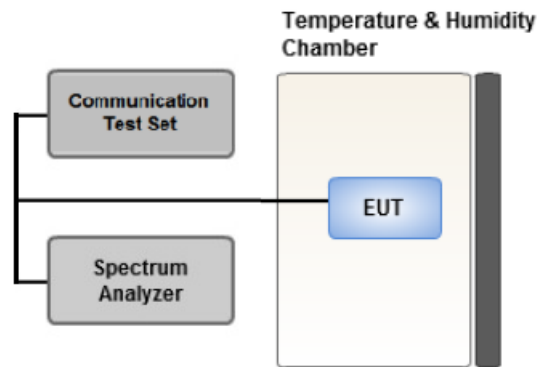 Temperature & Humidity
Chamber
Communication
Test Set
EUT
Spectrum
Analyzer